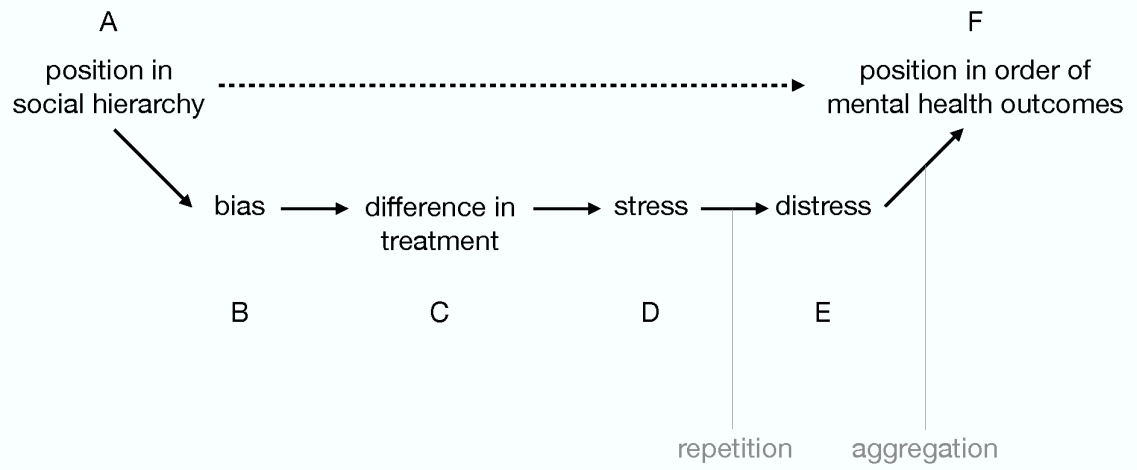 A
F
position in
social hierarchy
position in order of
mental health outcomes
bias
difference in
treatment
stress
distress
B
C
D
E
repetition
aggregation